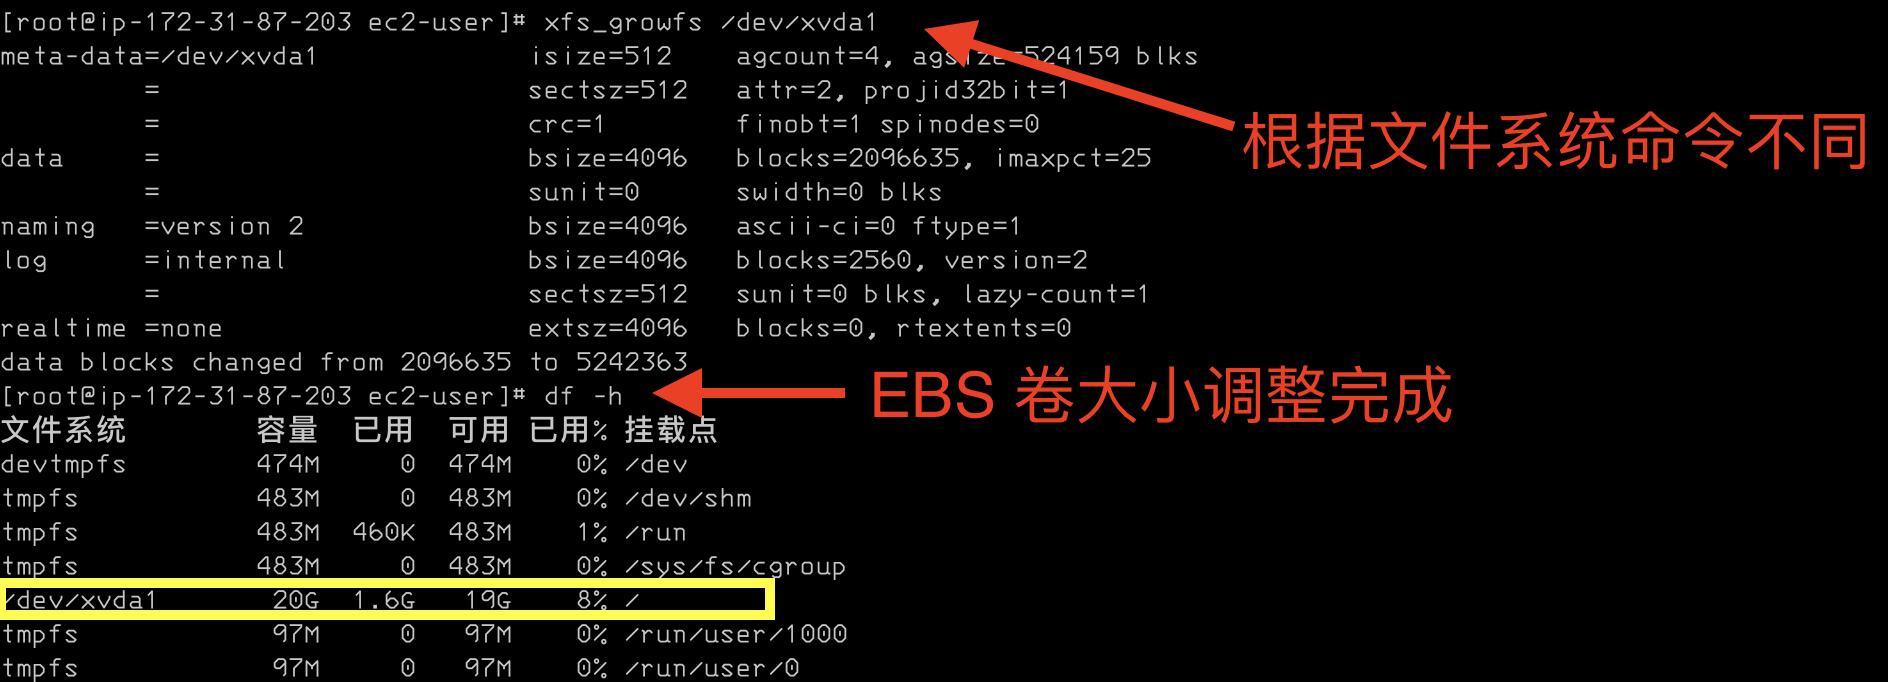 [root@ip-172-31-87-203 ec2-user]# xfs_growfs /dev/xvda1
meta-data=/dev/xvda1 isize=512 agcount=4, agsize=524159 blks
= sectsz=512 attr=2, projid32bit=1
= crc=1 finobt=1 spinodes=0
根据文件系统命令不同
data = bsize=4096 blocks=2096635, imaxpct=25
= sunit=0 swidth=0 blks
naming =version 2 bsize=4096 ascii-ci=0 ftype=1
log =internal bsize=4096 blocks=2560, version=2
= sectsz=512 sunit=0 blks, lazy-count=1
realtime =none extsz=4096 blocks=0, rtextents=0
data blocks changed from 2096635 to 5242363
[root@ip-172-31-87-203 ec2-user]# df -h
EBS 卷大小调整完成
文件系统 容量 已用 可用 已用% 挂载点
devtmpfs 474M 0 474M 0% /dev
tmpfs 483M 0 483M 0% /dev/shm
tmpfs 483M 460K 483M 1% /run
tmpfs 483M 0 483M 0% /sys/fs/cgroup
/dev/xvda1 20G 1.6G 19G 8% /
tmpfs 97M 0 97M 0% /run/user/1000
tmpfs 97M 0 97M 0% /run/user/0